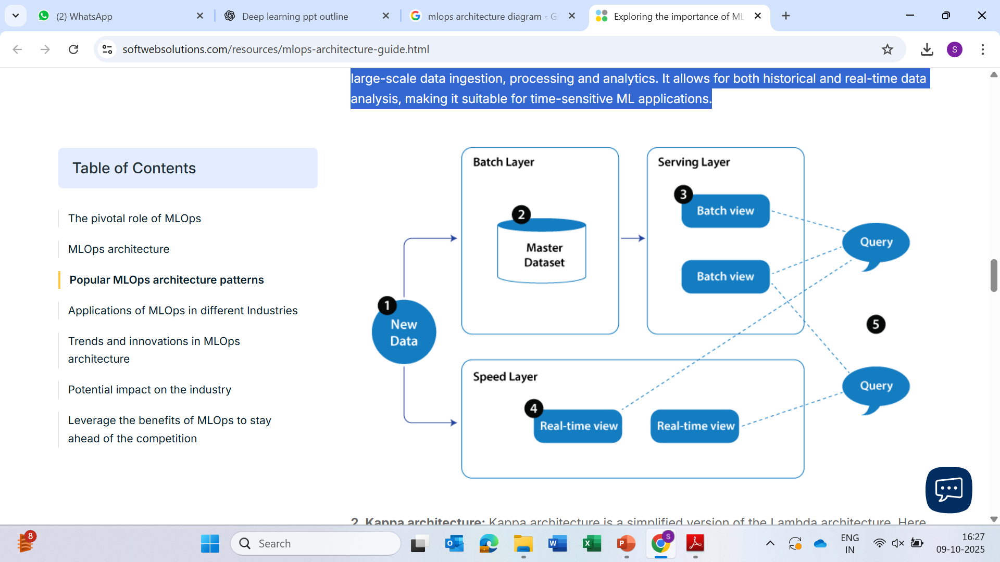 (2) WhatsApp
Deep learning ppt outline
mlops architecture diagram - G
Exploring the importance of ML
softwebsolutions.com/resources/mlops-architecture-guide.html
S
large-scale data ingestion, processing and analytics. It allows for both historical and real-time data
analysis, making it suitable for time-sensitive ML applications.
Table of Contents
The pivotal role of MLOps
MLOps architecture
Popular MLOps architecture patterns
Applications of MLOps in different Industries
Trends and innovations in MLOps
architecture
Potential impact on the industry
Leverage the benefits of MLOps to stay
ahead of the competition
Batch Layer
2
Master
Dataset
Serving Layer
3
Batch view
Batch view
Query
1
New
Data
5
Speed Layer
4
Real-time view
Real-time view
Query
2. Kappa architecture: Kappa architecture is a simplified version of the Lambda architecture. Here
8
Search
S
ENG
IN
16:27
09-10-2025